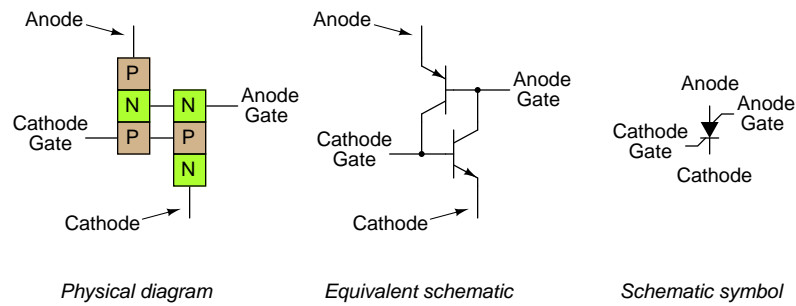 Anode
P
N
N
Anode
Gate
Cathode
Gate
P
P
N
Cathode
Physical diagram
Anode
Anode
Gate
Cathode
Gate
Cathode
Equivalent schematic
Anode
Anode
Gate
Cathode
Gate
Cathode
Schematic symbol